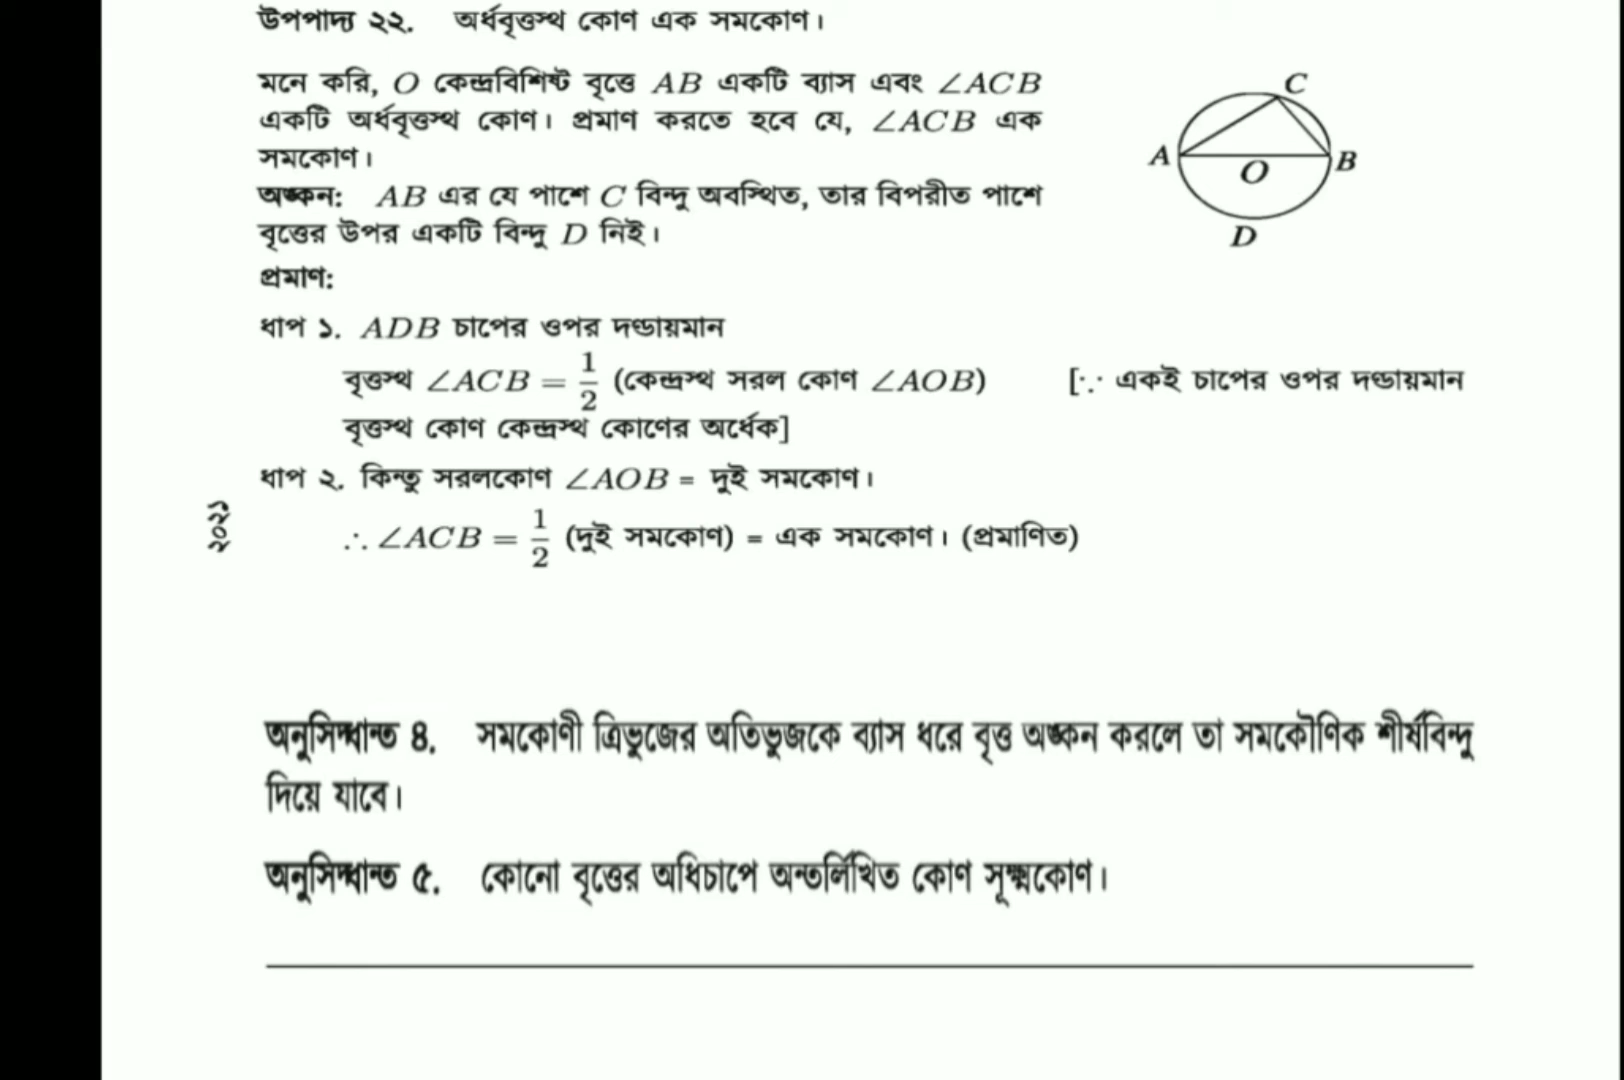 উপপাদ্য ২২. অর্ধবৃত্তস্থ কোণ এক সমকোণ।
মনে করি, O কেন্দ্রবিশিষ্ট বৃত্তে AB একটি ব্যাস এবং ∠ACB
একটি অর্ধবৃত্তস্থ কোণ। প্রমাণ করতে হবে যে, ∠ACB এক
সমকোণ।
অঙ্কন: AB এর যে পাশে C বিন্দু অবস্থিত, তার বিপরীত পাশে
বৃত্তের উপর একটি বিন্দু D নিই।
C
A
O
B
D
প্রমাণ:
ধাপ ১. ADB চাপের ওপর দণ্ডায়মান
বৃত্তস্থ ∠ACB = 1/2 (কেন্দ্রস্থ সরল কোণ ∠AOB) [∵ একই চাপের ওপর দণ্ডায়মান
বৃত্তস্থ কোণ কেন্দ্রস্থ কোণের অর্ধেক]
ধাপ ২. কিন্তু সরলকোণ ∠AOB = দুই সমকোণ।
∴ ∠ACB = 1/2 (দুই সমকোণ) = এক সমকোণ। (প্রমাণিত)
২০২১
অনুসিদ্ধান্ত ৪. সমকোণী ত্রিভুজের অতিভুজকে ব্যাস ধরে বৃত্ত অঙ্কন করলে তা সমকৌণিক শীর্ষবিন্দু
দিয়ে যাবে।
অনুসিদ্ধান্ত ৫. কোনো বৃত্তের অধিচাপে অন্তর্লিখিত কোণ সূক্ষ্মকোণ।